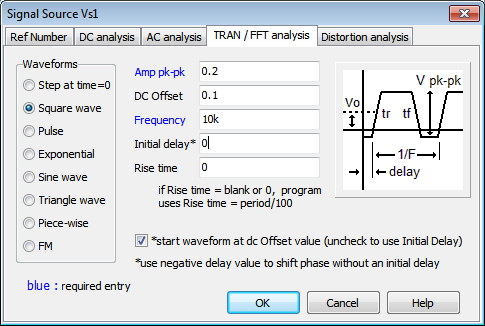 Signal Source Vs1
Ref Number DC analysis AC analysis TRAN / FFT analysis Distortion analysis
Waveforms
Step at time=0
Square wave
Pulse
Exponential
Sine wave
Triangle wave
Piece-wise
FM
Amp pk-pk 0.2
DC Offset 0.1
Frequency 10k
Initial delay* 0
Rise time 0
if Rise time = blank or 0, program
uses Rise time = period/100
V pk-pk
Vo
tr tf
1/F
delay
*start waveform at dc Offset value (uncheck to use Initial Delay)
*use negative delay value to shift phase without an initial delay
blue : required entry
OK Cancel Help